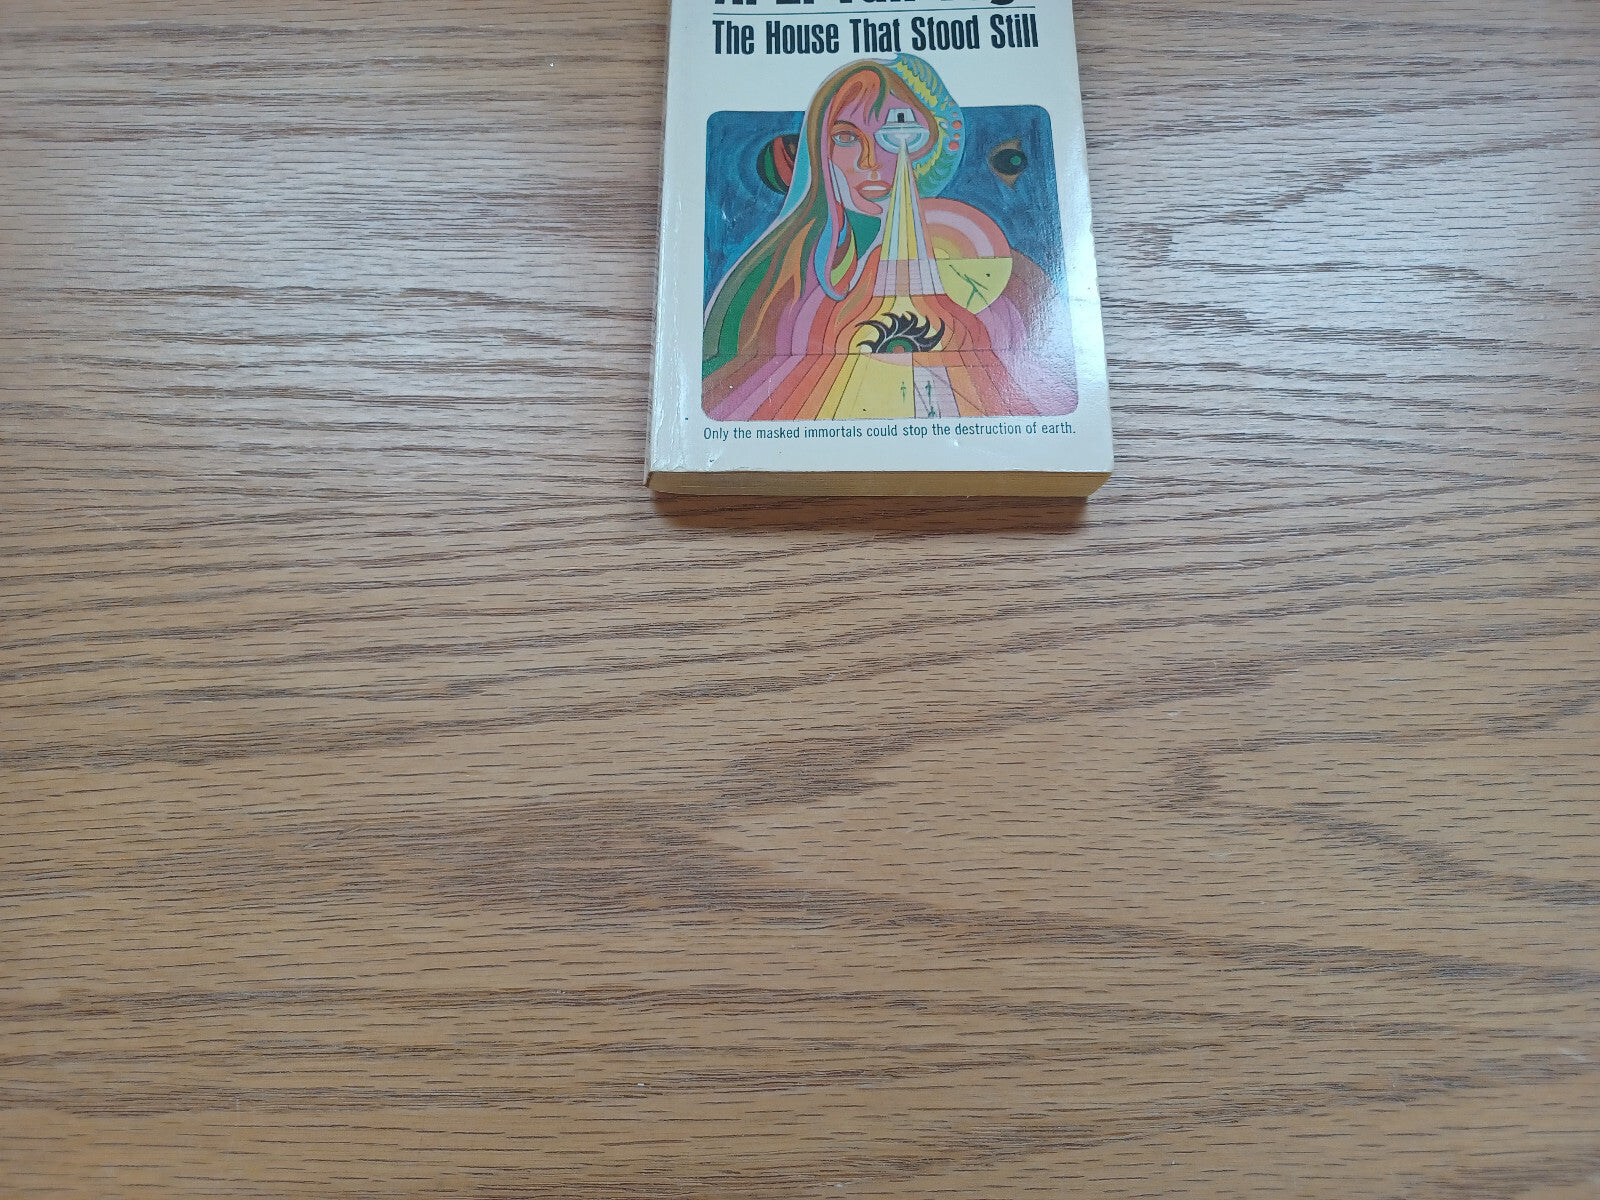 The House That Stood Still
Only the masked immortals could stop the destruction of earth.